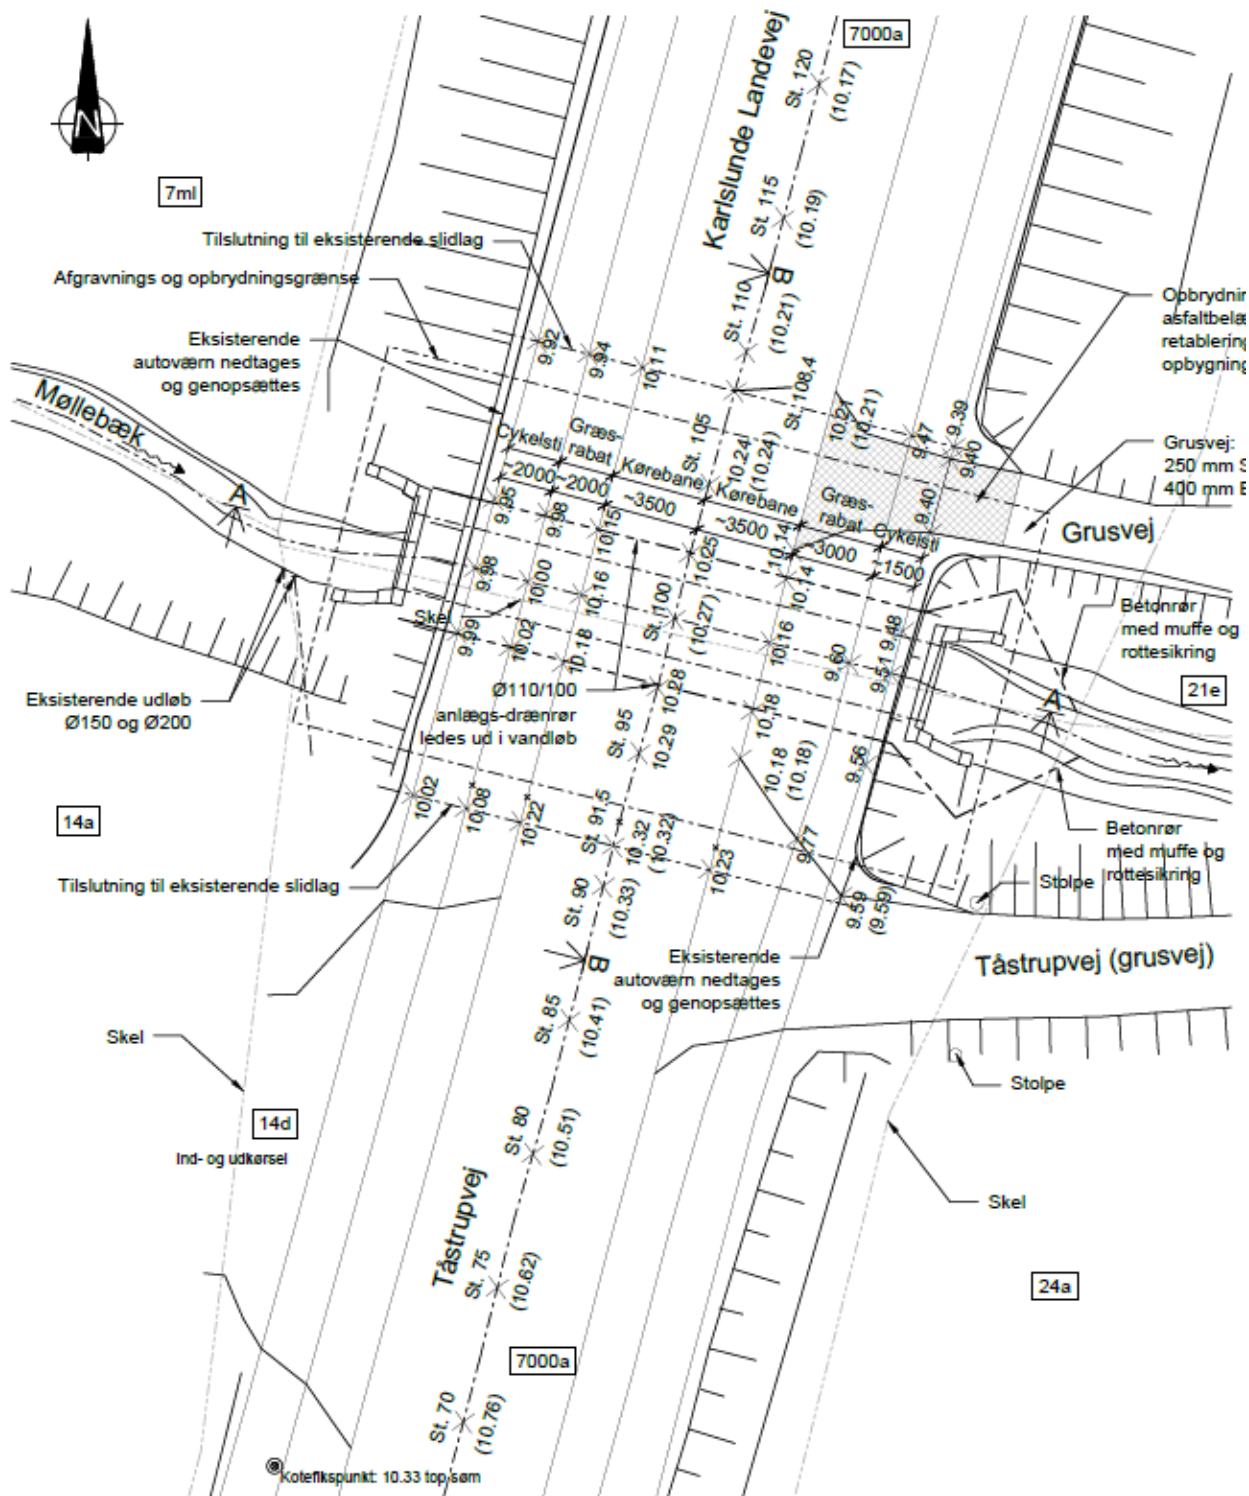 7000a
N
Karlslunde Landevej
St. 120
(10.17)
7ml
St. 115
(10.19)
Tilslutning til eksisterende slidlag
Afgravnings og opbrydningsgrænse
B
St. 110
(10.21)
Eksisterende
autoværn nedtages
og genopsættes
Opbrydnin
asfaltbelæ
retablering
opbygning
9.92
9.94
10.11
St. 108,4
10.21
(10.21)
9.47
9.39
9.40
Møllebæk
Cykelsti
Græs-
rabat
Kørebane
St. 105
10.24
(10.24)
Kørebane
Græs-
rabat
Cykelsti
Grusvej:
250 mm S
400 mm B
~2000
~2000
~3500
~3500
~3000
~1500
Grusvej
A
9.95
9.98
10.15
10.25
10.14
9.40
9.98
10.00
10.16
St. 100
(10.27)
10.14
Skel
9.99
10.02
10.18
10.16
9.60
9.51
9.48
Betonrør
med muffe og
rottesikring
21e
A
Eksisterende udløb
Ø150 og Ø200
Ø110/100
anlægs-drænrør
ledes ud i vandløb
10.28
St. 95
10.29
10.18
10.18
(10.18)
9.56
14a
10.02
10.08
10.22
St. 91.5
10.32
(10.32)
10.23
9.77
Betonrør
med muffe og
rottesikring
Tilslutning til eksisterende slidlag
St. 90
(10.33)
9.59
(9.59)
Stolpe
B
Eksisterende
autoværn nedtages
og genopsættes
Tåstrupvej (grusvej)
St. 85
(10.41)
Skel
Stolpe
14d
Ind- og udkørsel
St. 80
(10.51)
Skel
Tåstrupvej
St. 75
(10.62)
24a
7000a
St. 70
(10.76)
Kotefikspunkt: 10.33 top søm